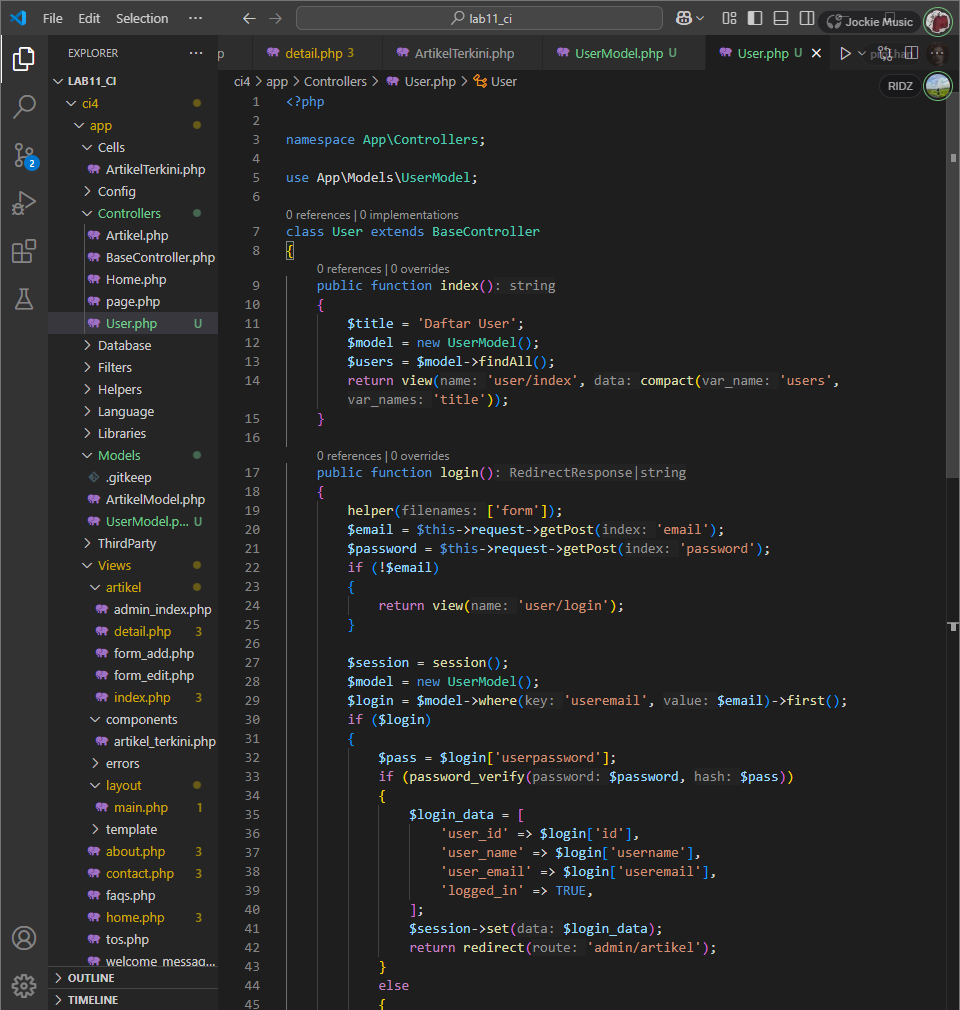 File Edit Selection ··· lab11_ci Jockie Music
EXPLORER ···
p detail.php 3 ArtikelTerkini.php UserModel.php U User.php U
RIDZ
ci4 > app > Controllers > User.php > User
LAB11_CI
ci4
app
Cells
ArtikelTerkini.php
Config
Controllers
Artikel.php
BaseController.php
Home.php
page.php
User.php U
Database
Filters
Helpers
Language
Libraries
Models
.gitkeep
ArtikelModel.php
UserModel.p... U
ThirdParty
Views
artikel
admin_index.php
detail.php 3
form_add.php
form_edit.php
index.php 3
components
artikel_terkini.php
errors
layout
main.php 1
template
about.php 3
contact.php 3
faqs.php
home.php 3
tos.php
welcome_messag...
OUTLINE
TIMELINE
2
1 <?php
2
3 namespace App\Controllers;
4
5 use App\Models\UserModel;
6
0 references | 0 implementations
7 class User extends BaseController
8 {
0 references | 0 overrides
9 public function index(): string
10 {
11 $title = 'Daftar User';
12 $model = new UserModel();
13 $users = $model->findAll();
14 return view(name: 'user/index', data: compact(var_name: 'users',
var_names: 'title'));
15 }
16
0 references | 0 overrides
17 public function login(): RedirectResponse|string
18 {
19 helper(filenames: ['form']);
20 $email = $this->request->getPost(index: 'email');
21 $password = $this->request->getPost(index: 'password');
22 if (!$email)
23 {
24 return view(name: 'user/login');
25 }
26
27 $session = session();
28 $model = new UserModel();
29 $login = $model->where(key: 'useremail', value: $email)->first();
30 if ($login)
31 {
32 $pass = $login['userpassword'];
33 if (password_verify(password: $password, hash: $pass))
34 {
35 $login_data = [
36 'user_id' => $login['id'],
37 'user_name' => $login['username'],
38 'user_email' => $login['useremail'],
39 'logged_in' => TRUE,
40 ];
41 $session->set(data: $login_data);
42 return redirect(route: 'admin/artikel');
43 }
44 else
45 {